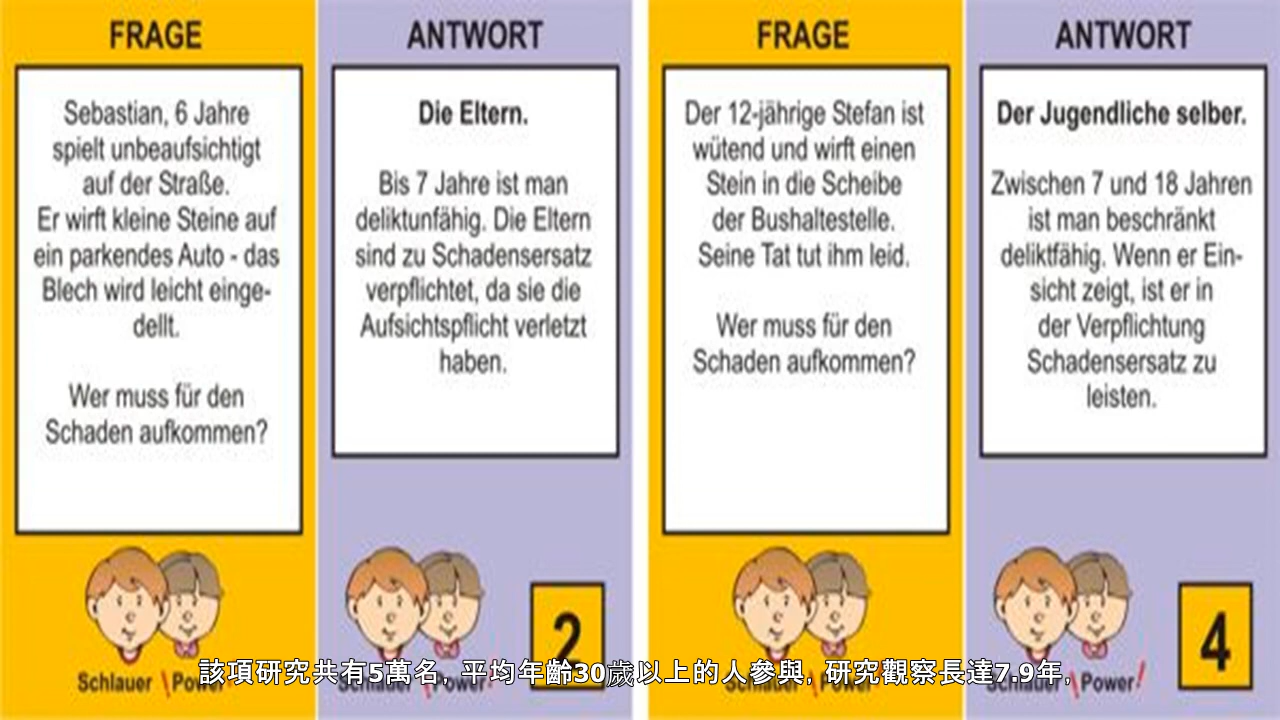 FRAGE
Sebastian, 6 Jahre
spielt unbeaufsichtigt
auf der Straße.
Er wirft kleine Steine auf
ein parkendes Auto - das
Blech wird leicht einge-
dellt.
Wer muss für den
Schaden aufkommen?
Schlauer \Power!
ANTWORT
Die Eltern.
Bis 7 Jahre ist man
deliktunfähig. Die Eltern
sind zu Schadensersatz
verpflichtet, da sie die
Aufsichtspflicht verletzt
haben.
2
FRAGE
Der 12-jährige Stefan ist
wütend und wirft einen
Stein in die Scheibe
der Bushaltestelle.
Seine Tat tut ihm leid.
Wer muss für den
Schaden aufkommen?
Schlauer \Power!
ANTWORT
Der Jugendliche selber.
Zwischen 7 und 18 Jahren
ist man beschränkt
deliktfähig. Wenn er Ein-
sicht zeigt, ist er in
der Verpflichtung
Schadensersatz zu
leisten.
Schlauer \Power!
4
該項研究共有5萬名, 平均年齡30歲以上的人參與, 研究觀察長達7.9年,